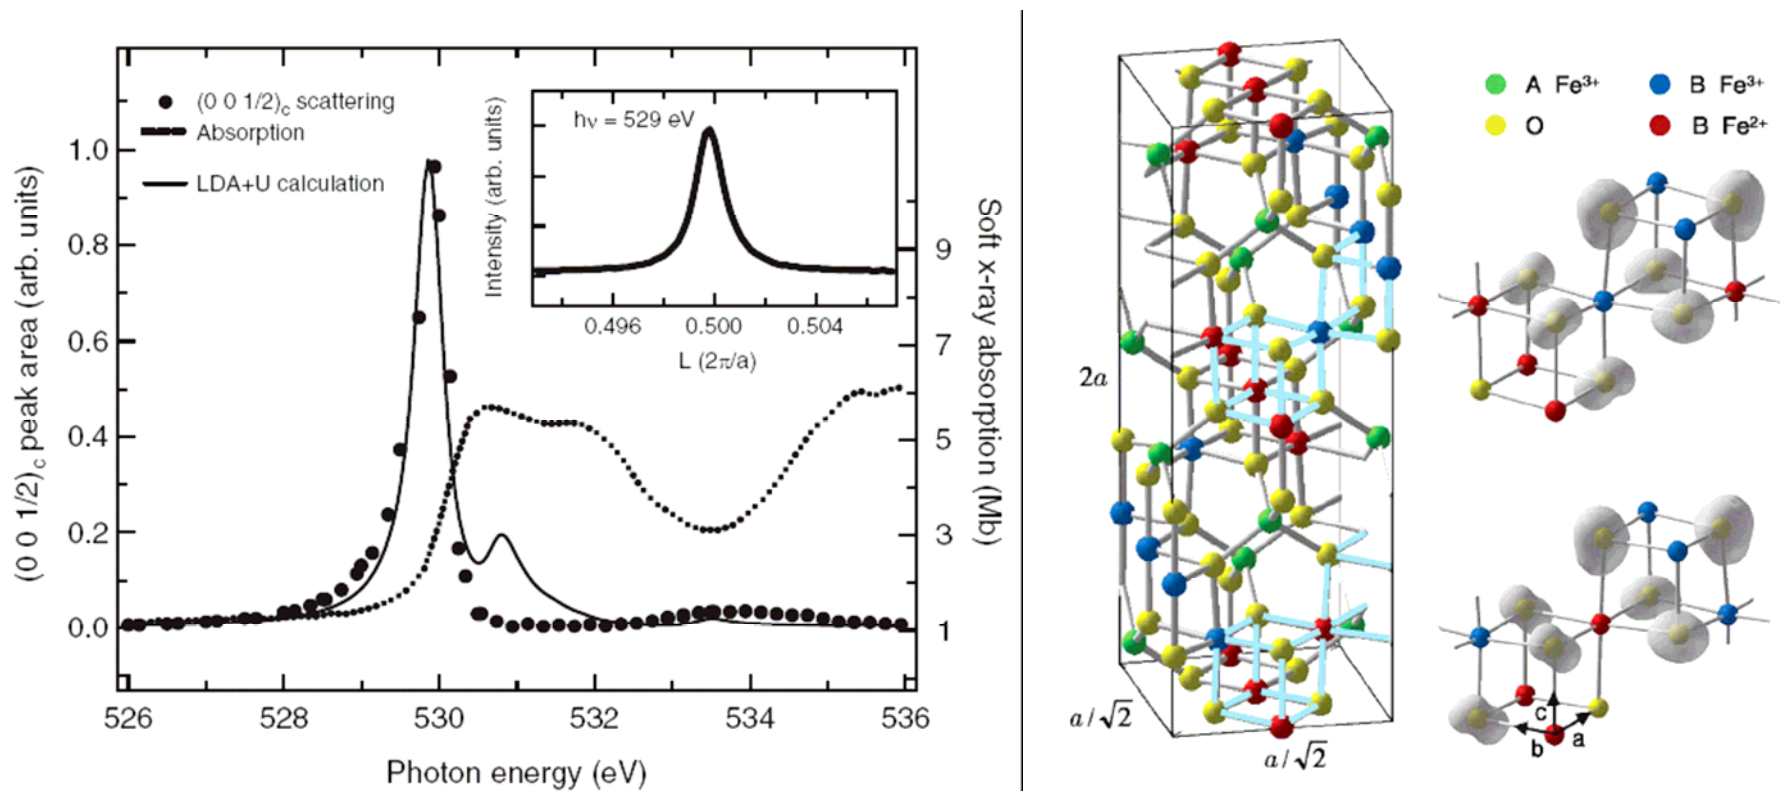 (0 0 1/2)c scattering
Absorption
LDA+U calculation
hν = 529 eV
Intensity (arb. units)
0.496 0.500 0.504
L (2π/a)
(0 0 1/2)c peak area (arb. units)
1.0
0.8
0.6
0.4
0.2
0.0
9
7
5
3
1
Soft x-ray absorption (Mb)
526 528 530 532 534 536
Photon energy (eV)
2a
a/√2
a/√2
A Fe³⁺ B Fe³⁺
O B Fe²⁺
c
b a